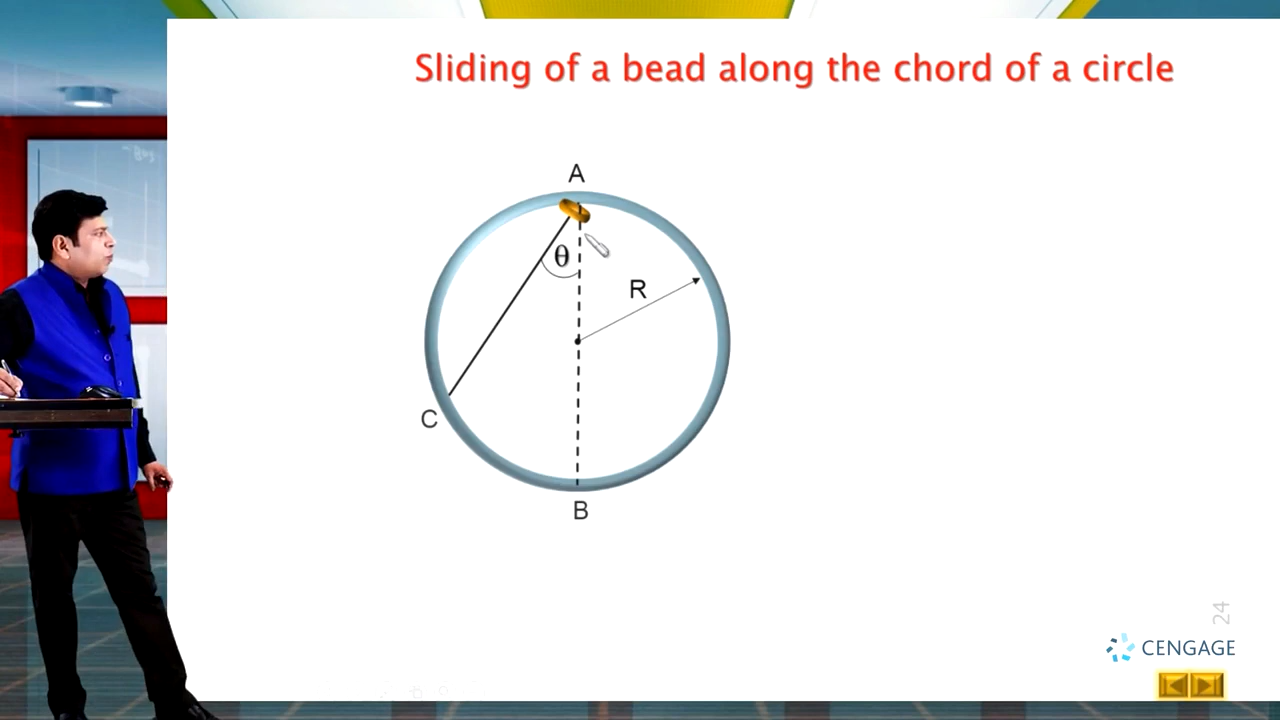 Sliding of a bead along the chord of a circle
A
θ
R
C
B
24
CENGAGE